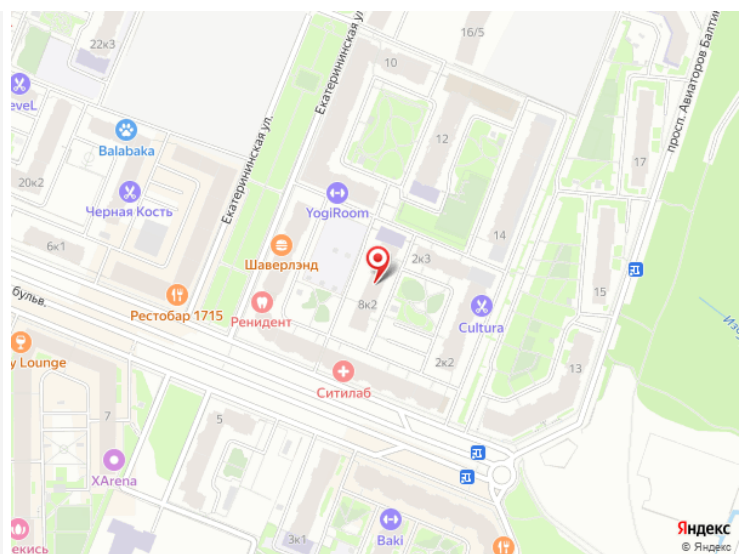 16/5
22к3
10
Екатерининская ул.
просп. Авиаторов Балти
eveL
Balabaka
Екатерининская ул.
12
17
20к2
Черная Кость
YogiRoom
14
6к1
Шаверлэнд
2к3
15
Рестобар 1715
Ренидент
8к2
Cultura
бульв.
y Lounge
2к2
13
Ситилаб
7
5
XArena
екись
3к1
Baki
Яндекс
© Яндекс